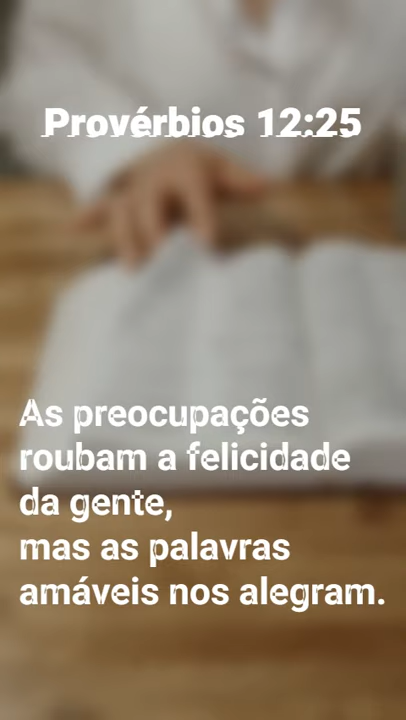 Provérbios 12:25
As preocupações
roubam a felicidade
da gente,
mas as palavras
amáveis nos alegram.